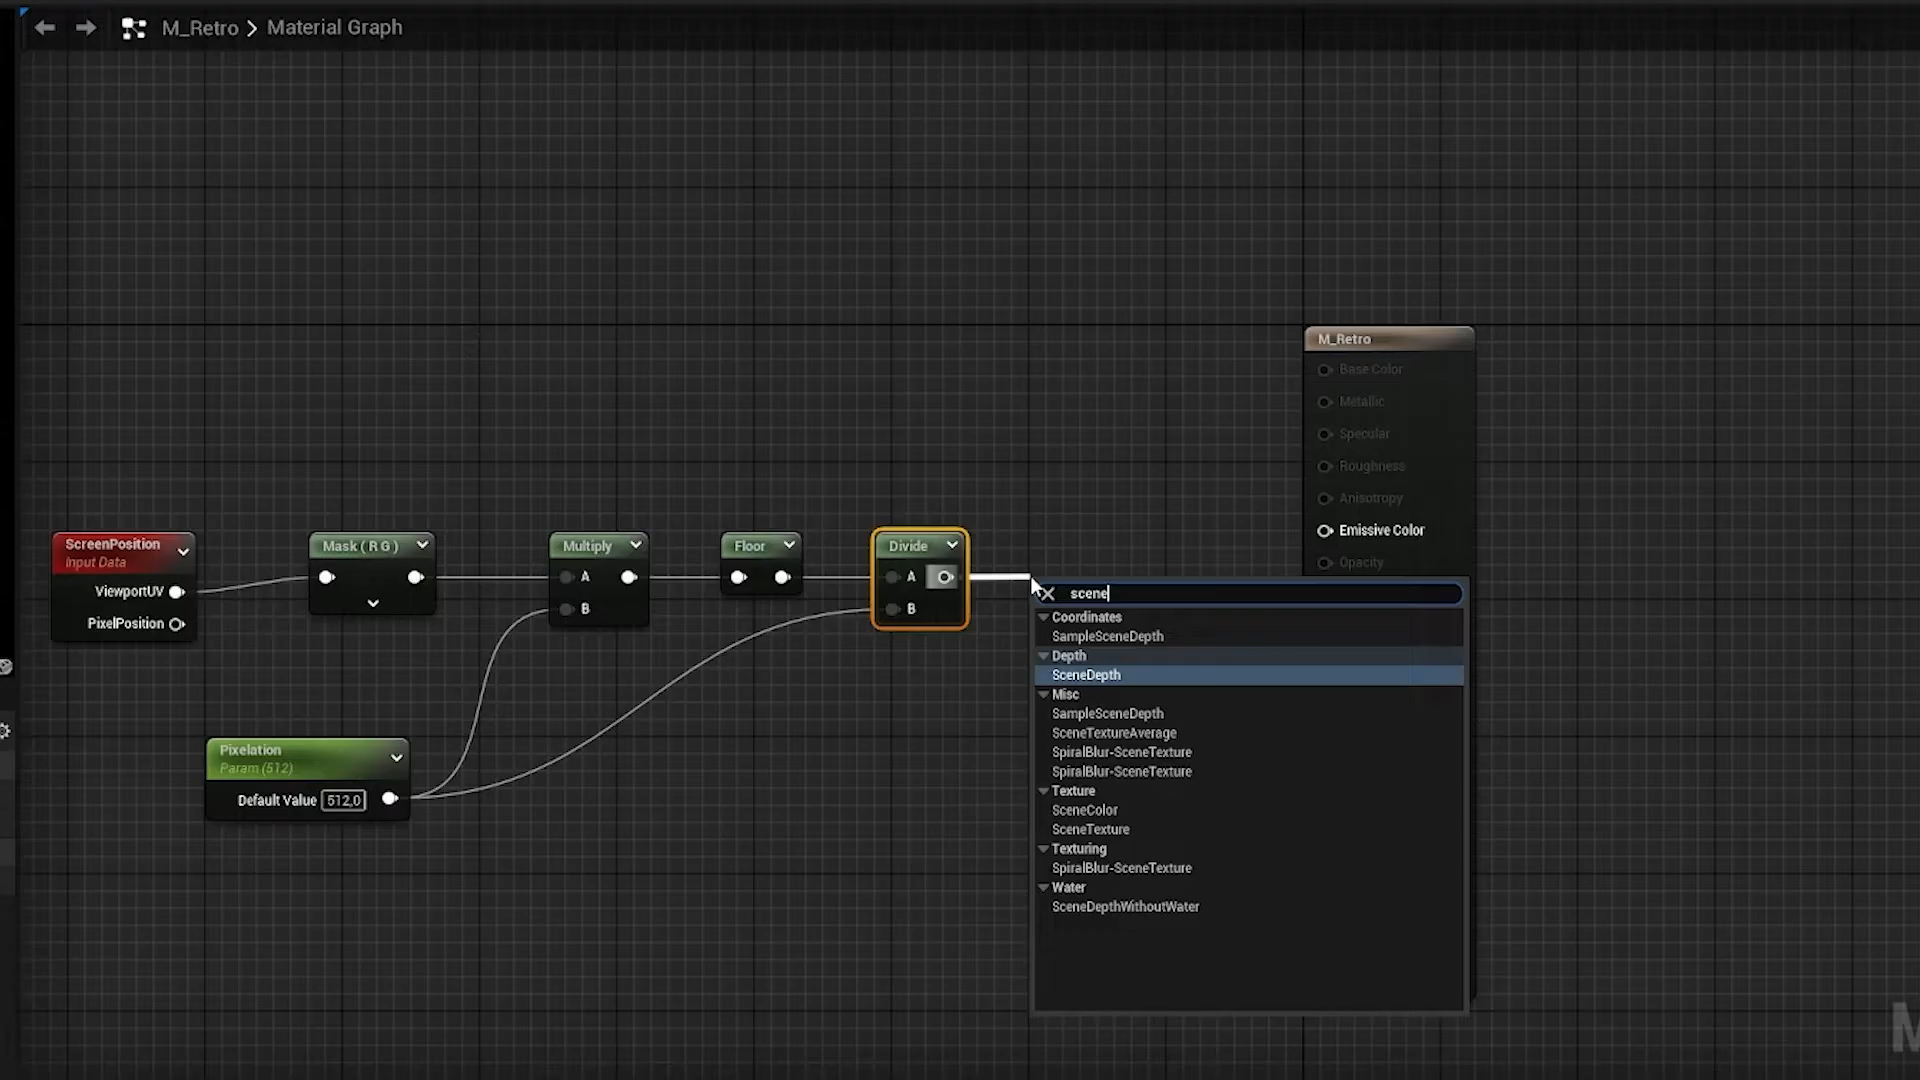 M_Retro > Material Graph
M_Retro
Base Color
Metallic
Specular
Roughness
Anisotropy
Emissive Color
Opacity
ScreenPosition
Input Data
ViewportUV
PixelPosition
Mask ( R G )
Multiply
A
B
Floor
Divide
A
B
Pixelation
Param (512)
Default Value 512,0
scene
Coordinates
SampleSceneDepth
Depth
SceneDepth
Misc
SampleSceneDepth
SceneTextureAverage
SpiralBlur-SceneTexture
SpiralBlur-SceneTexture
Texture
SceneColor
SceneTexture
Texturing
SpiralBlur-SceneTexture
Water
SceneDepthWithoutWater
M